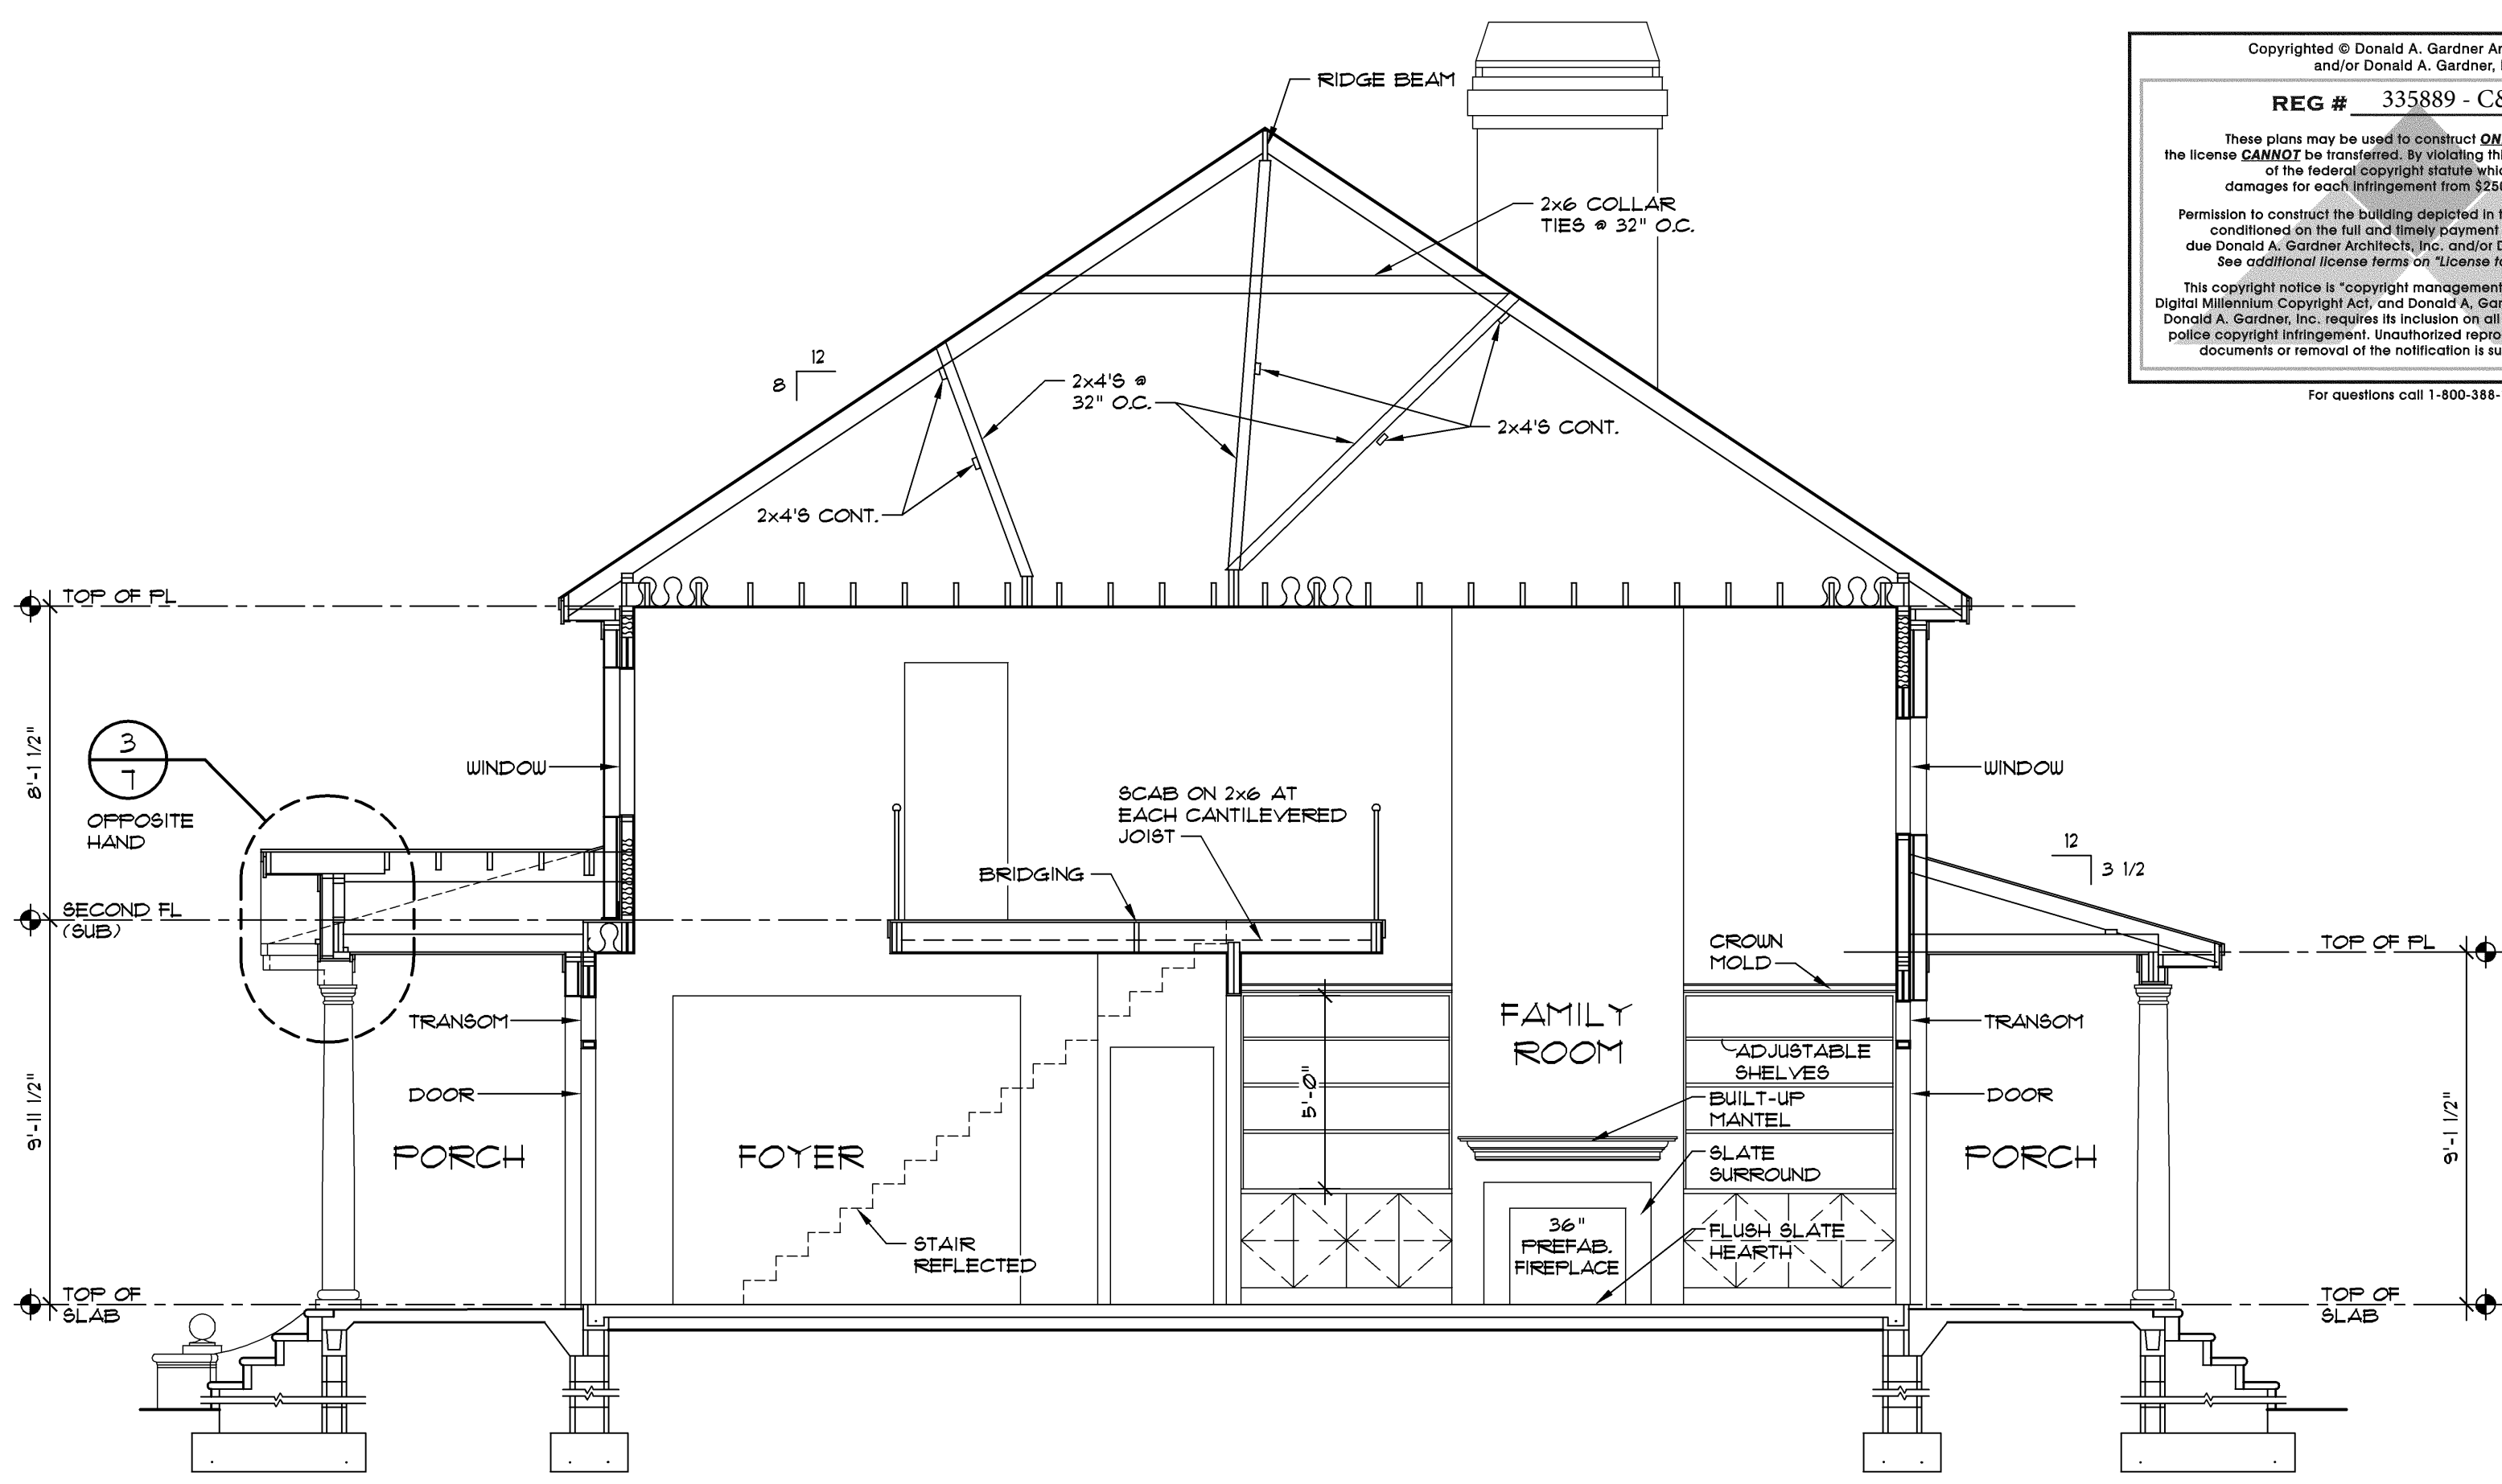 Copyrighted © Donald A. Gardner
and/or Donald A. Gardner,
REG # 335889 -
These plans may be used to construct
the license CANNOT be transferred. By violating
of the federal copyright statute
damages for each infringement from
Permission to construct the building depicted in
conditioned on the full and timely payment
due Donald A. Gardner Architects, Inc. and/or
See additional license terms on "License
This copyright notice is "copyright management
Digital Millennium Copyright Act, and Donald A,
Donald A. Gardner, Inc. requires its inclusion on all
police copyright infringement. Unauthorized
documents or removal of the notification is
For questions call 1-800-388-
RIDGE BEAM
2x6 COLLAR
TIES @ 32" O.C.
12
8
2x4'S @
32" O.C.
2x4'S CONT.
2x4'S CONT.
TOP OF PL
8'-1 1/2"
3
7
OPPOSITE
HAND
WINDOW
WINDOW
SCAB ON 2x6 AT
EACH CANTILEVERED
JOIST
BRIDGING
12
3 1/2
SECOND FL
(SUB)
CROWN
MOLD
TOP OF PL
TRANSOM
FAMILY
ROOM
TRANSOM
ADJUSTABLE
SHELVES
DOOR
5'-0"
BUILT-UP
MANTEL
DOOR
9'-11 1/2"
9'-1 1/2"
PORCH
FOYER
SLATE
SURROUND
PORCH
STAIR
REFLECTED
36"
PREFAB.
FIREPLACE
FLUSH SLATE
HEARTH
TOP OF
SLAB
TOP OF
SLAB